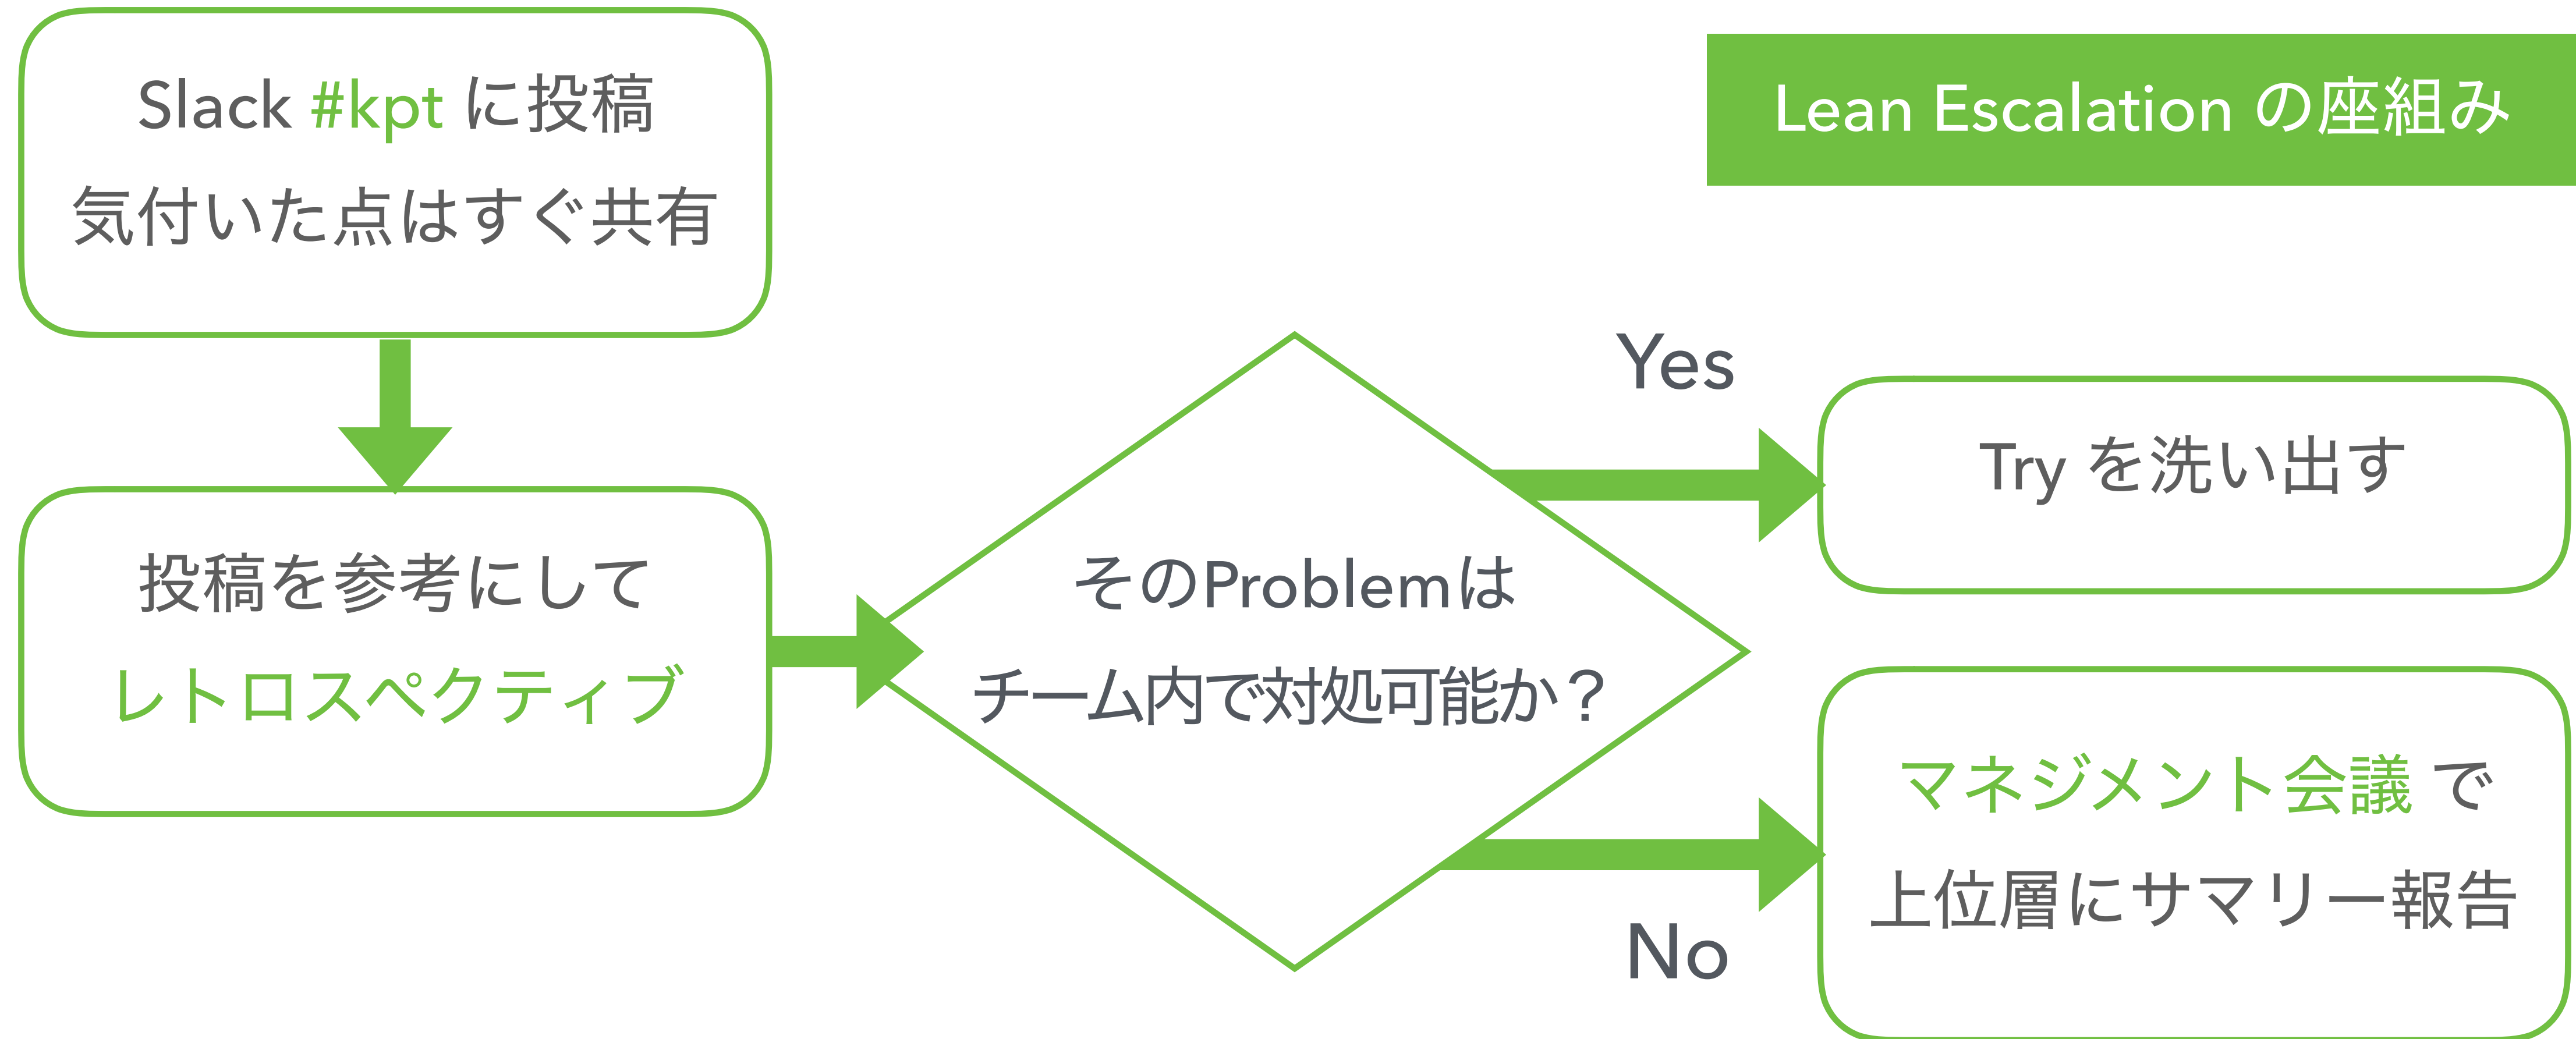 Slack #kpt に投稿
気付いた点はすぐ共有
Lean Escalation の座組み
投稿を参考にして
レトロスペクティブ
そのProblemは
チーム内で対処可能か？
Yes
Try を洗い出す
No
マネジメント会議 で
上位層にサマリー報告